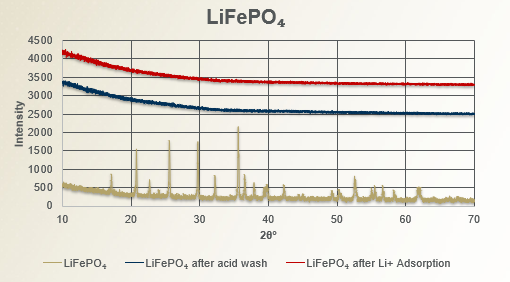 LiFePO₄
4500
4000
3500
3000
2500
2000
1500
1000
500
0
Intensity
10 20 30 40 50 60 70
2θ°
LiFePO₄ LiFePO₄ after acid wash LiFePO₄ after Li+ Adsorption